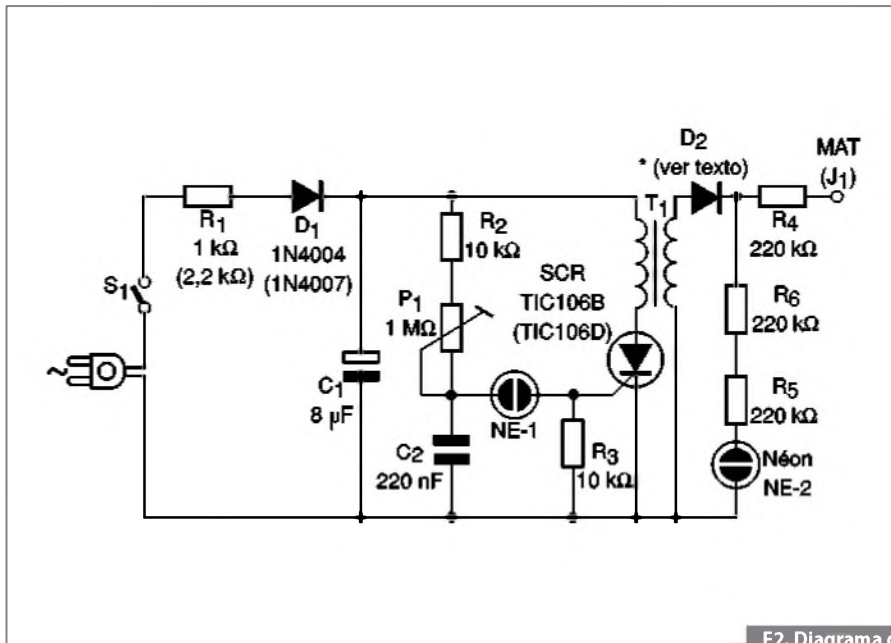 R1
1 kΩ
(2,2 kΩ)
D1
1N4004
(1N4007)
S1
C1
8 µF
R2
10 kΩ
P1
1 MΩ
C2
220 nF
NE-1
R3
10 kΩ
SCR
TIC106B
(TIC106D)
T1
D2
* (ver texto)
MAT
(J1)
R4
220 kΩ
R6
220 kΩ
R5
220 kΩ
Néon
NE-2
F2. Diagrama